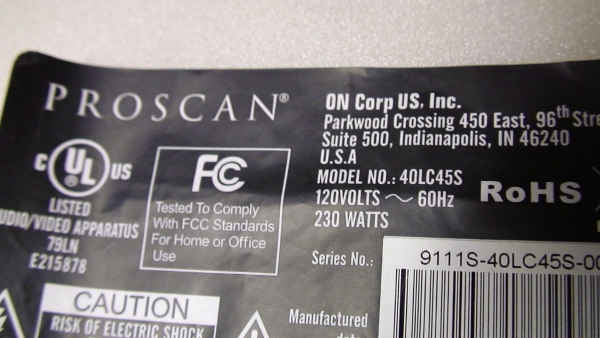 PROSCAN®
ON Corp US, Inc.
Parkwood Crossing 450 East, 96th
Suite 500, Indianapolis, IN 46240
U.S.A
MODEL NO.: 40LC45S
120VOLTS ~ 60Hz
230 WATTS
RoHS
C UL ® US
LISTED
AUDIO/VIDEO APPARATUS
79LN
E215878
FC
Tested To Comply
With FCC Standards
For Home or Office
Use
Series No.:
9111S-40LC45S-00
CAUTION
RISK OF ELECTRIC SHOCK
Manufactured